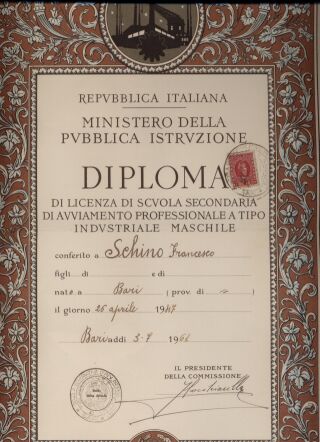 REPVBBLICA ITALIANA
MINISTERO DELLA
PVBBLICA ISTRVZIONE
DIPLOMA
DI LICENZA DI SCVOLA SECONDARIA
DI AVVIAMENTO PROFESSIONALE A TIPO
INDVSTRIALE MASCHILE
conferito a Schino Francesco
figli di e di
nat a Bari ( prov. di )
il giorno 26 aprile 1947
Bari addì 5-7 1961
IL PRESIDENTE
DELLA COMMISSIONE